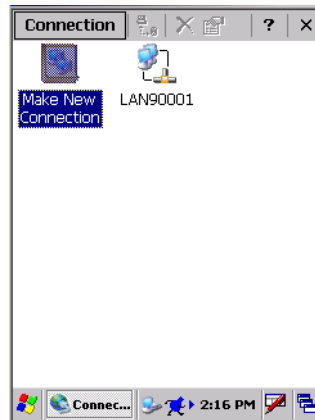 Connection ? ×
Make New
Connection
LAN90001
Connec... 2:16 PM